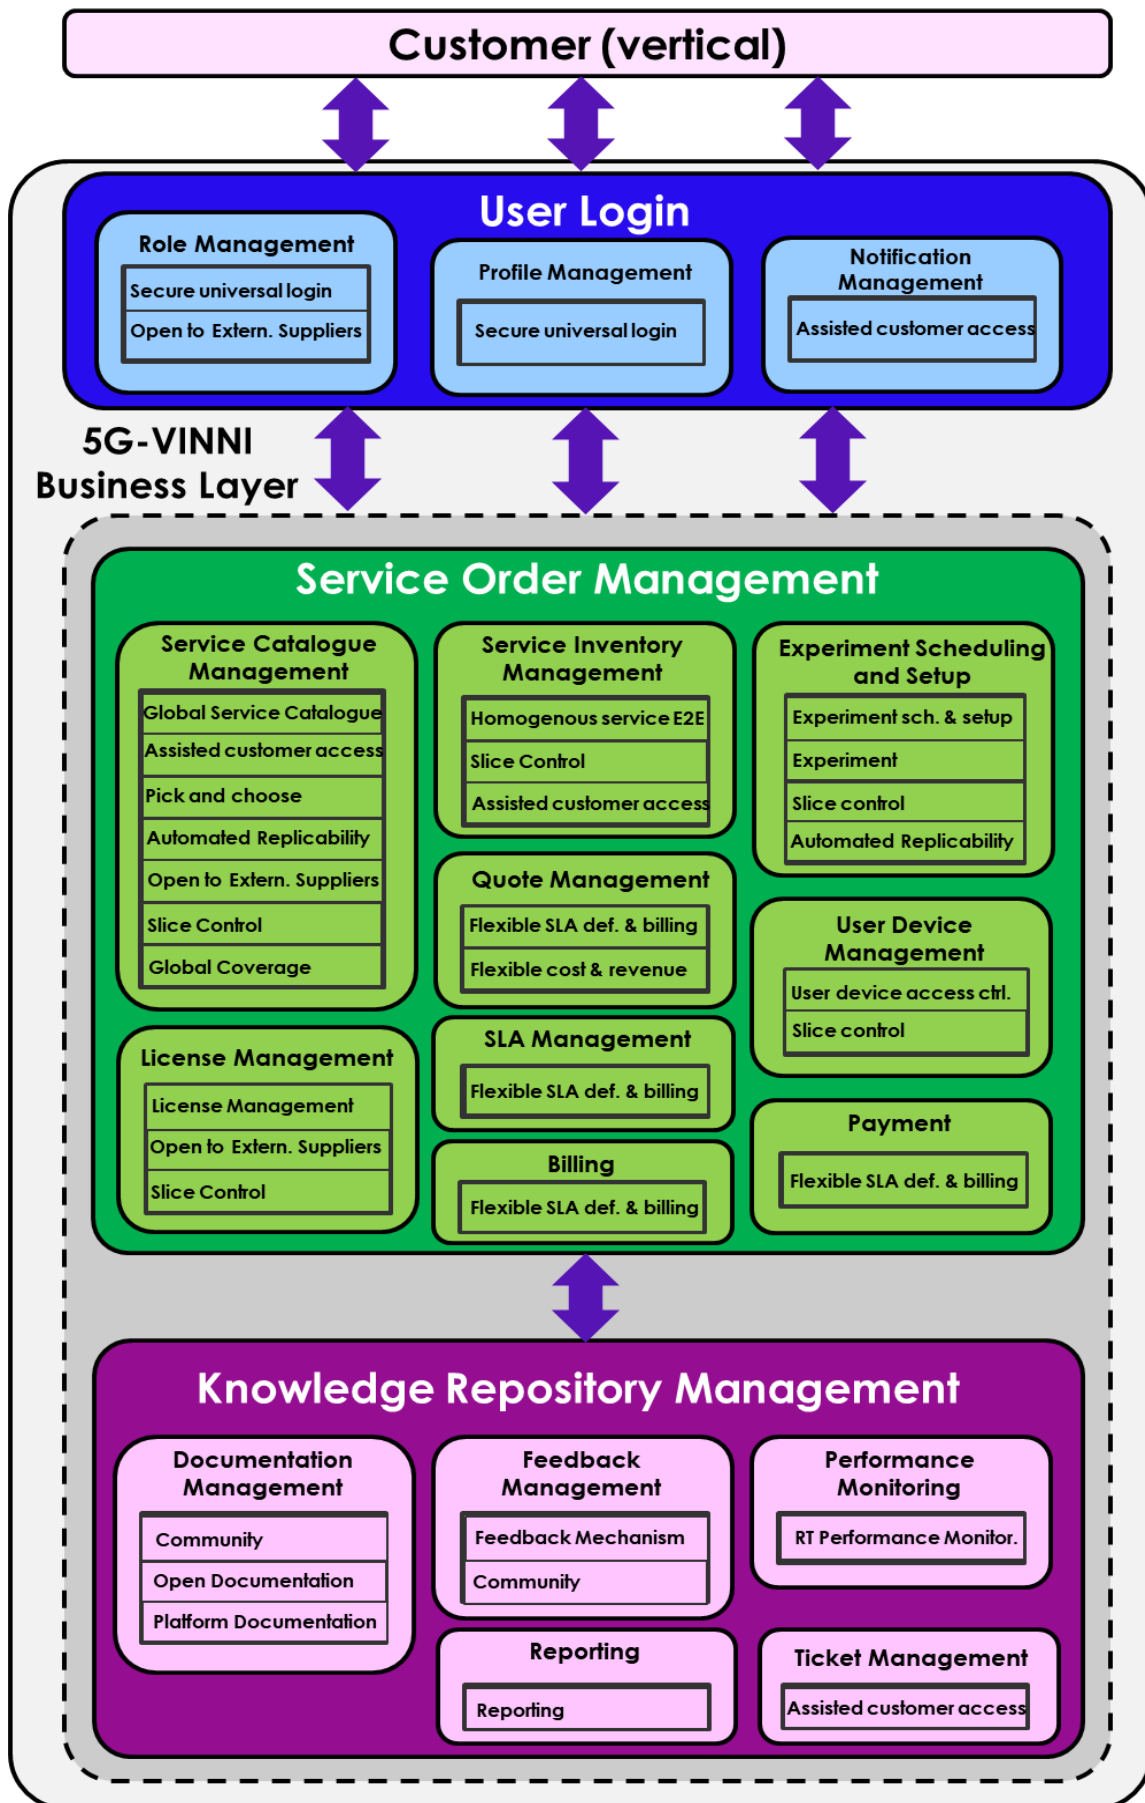 Customer (vertical)
User Login
Role Management
Secure universal login
Open to Extern. Suppliers
Profile Management
Secure universal login
Notification
Management
Assisted customer access
5G-VINNI
Business Layer
Service Order Management
Service Catalogue
Management
Global Service Catalogue
Assisted customer access
Pick and choose
Automated Replicability
Open to Extern. Suppliers
Slice Control
Global Coverage
License Management
License Management
Open to Extern. Suppliers
Slice Control
Service Inventory
Management
Homogenous service E2E
Slice Control
Assisted customer access
Quote Management
Flexible SLA def. & billing
Flexible cost & revenue
SLA Management
Flexible SLA def. & billing
Billing
Flexible SLA def. & billing
Experiment Scheduling
and Setup
Experiment sch. & setup
Experiment
Slice control
Automated Replicability
User Device
Management
User device access ctrl.
Slice control
Payment
Flexible SLA def. & billing
Knowledge Repository Management
Documentation
Management
Community
Open Documentation
Platform Documentation
Feedback
Management
Feedback Mechanism
Community
Reporting
Reporting
Performance
Monitoring
RT Performance Monitor.
Ticket Management
Assisted customer access